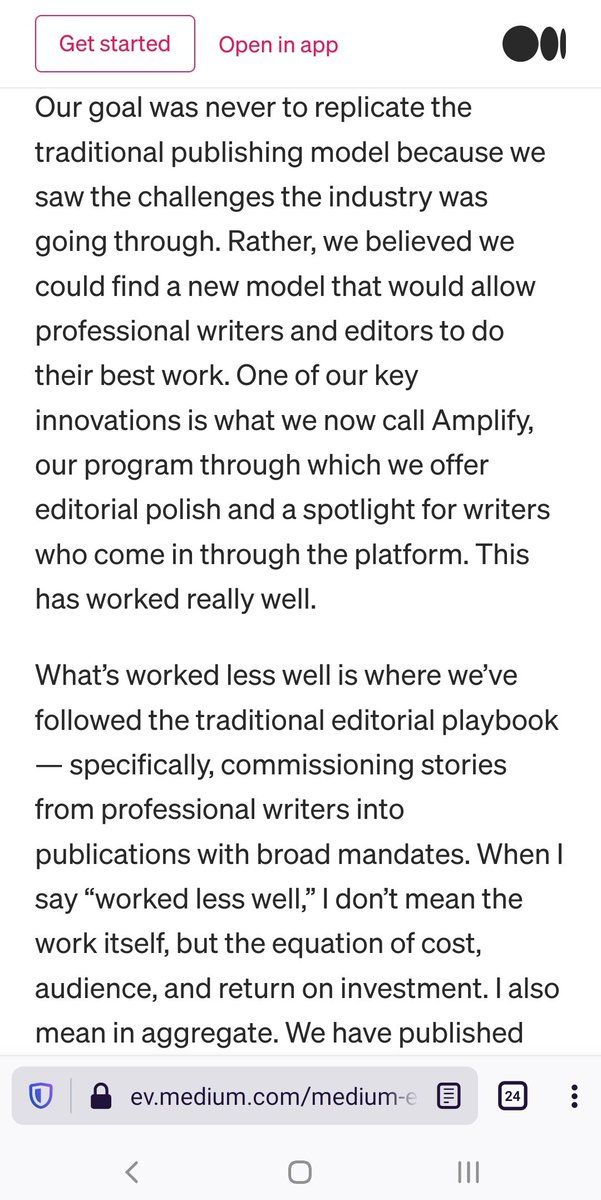 Get started
Open in app
Our goal was never to replicate the
traditional publishing model because we
saw the challenges the industry was
going through. Rather, we believed we
could find a new model that would allow
professional writers and editors to do
their best work. One of our key
innovations is what we now call Amplify,
our program through which we offer
editorial polish and a spotlight for writers
who come in through the platform. This
has worked really well.
What’s worked less well is where we’ve
followed the traditional editorial playbook
— specifically, commissioning stories
from professional writers into
publications with broad mandates. When I
say “worked less well,” I don’t mean the
work itself, but the equation of cost,
audience, and return on investment. I also
mean in aggregate. We have published
ev.medium.com/medium-e
24